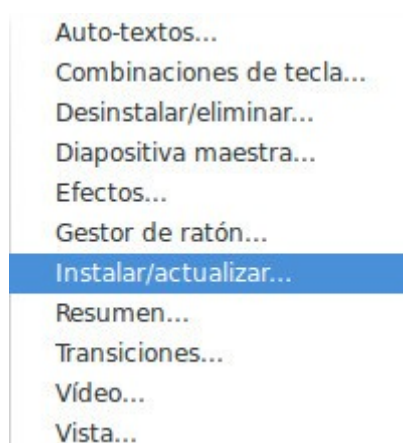 Auto-textos...
Combinaciones de tecla...
Desinstalar/eliminar...
Diapositiva maestra...
Efectos...
Gestor de ratón...
Instalar/actualizar...
Resumen...
Transiciones...
Vídeo...
Vista...